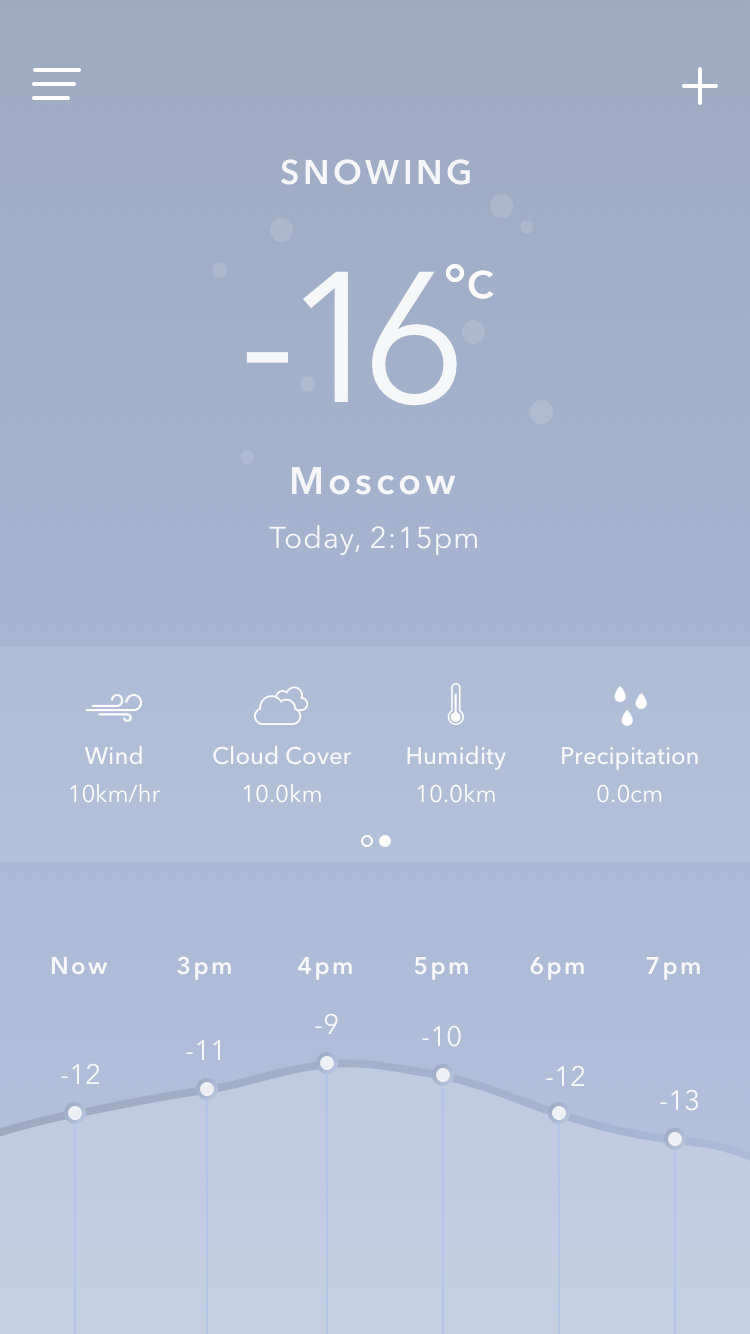 SNOWING
-16°C
Moscow
Today, 2:15pm
Wind Cloud Cover Humidity Precipitation
10km/hr 10.0km 10.0km 0.0cm
Now 3pm 4pm 5pm 6pm 7pm
-12 -11 -9 -10 -12 -13